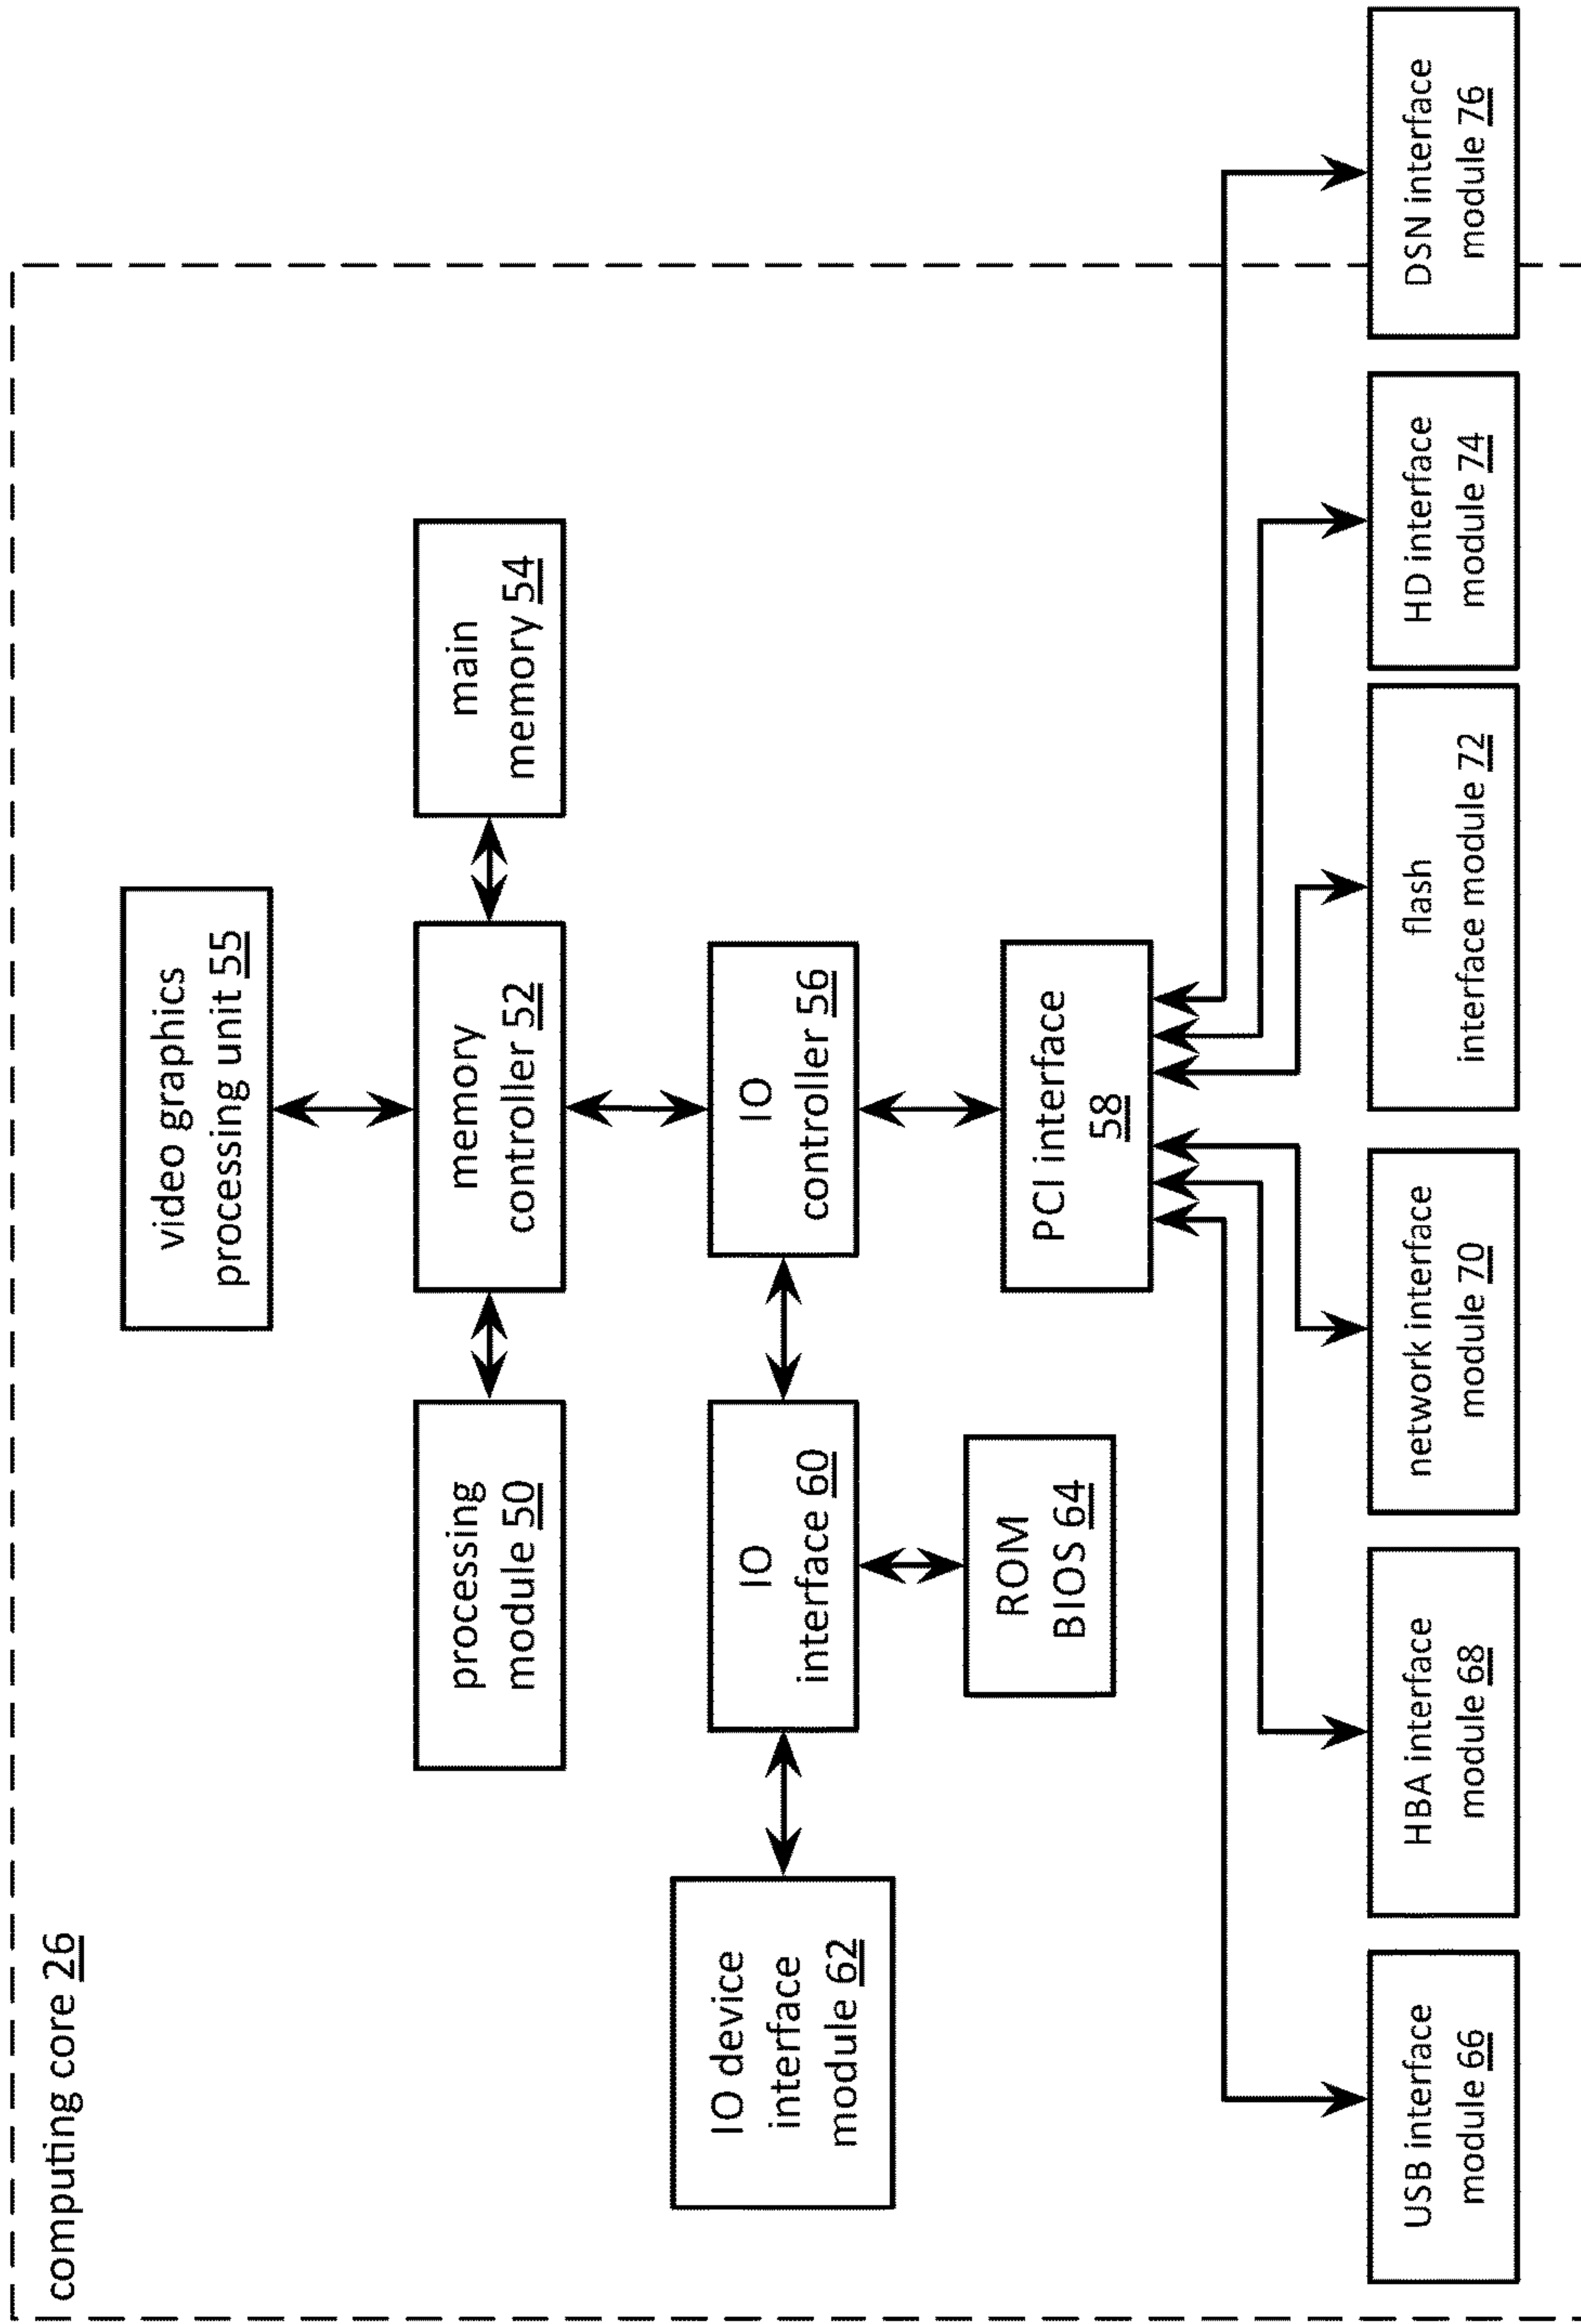 computing core 26
video graphics
processing unit 55
processing
module 50
memory
controller 52
main
memory 54
IO device
interface
module 62
IO
interface 60
IO
controller 56
ROM
BIOS 64
PCI interface
58
USB interface
module 66
HBA interface
module 68
network interface
module 70
flash
interface module 72
HD interface
module 74
DSN interface
module 76